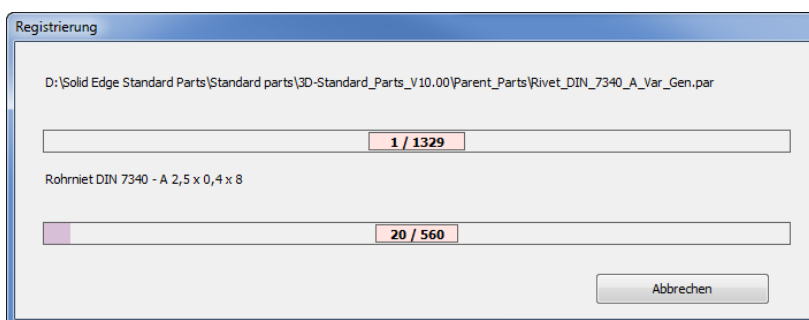 Registrierung
D:\Solid Edge Standard Parts\Standard parts\3D-Standard_Parts_V10.00\Parent_Parts\Rivet_DIN_7340_A_Var_Gen.par
1 / 1329
Rohrniet DIN 7340 - A 2,5 x 0,4 x 8
20 / 560
Abbrechen